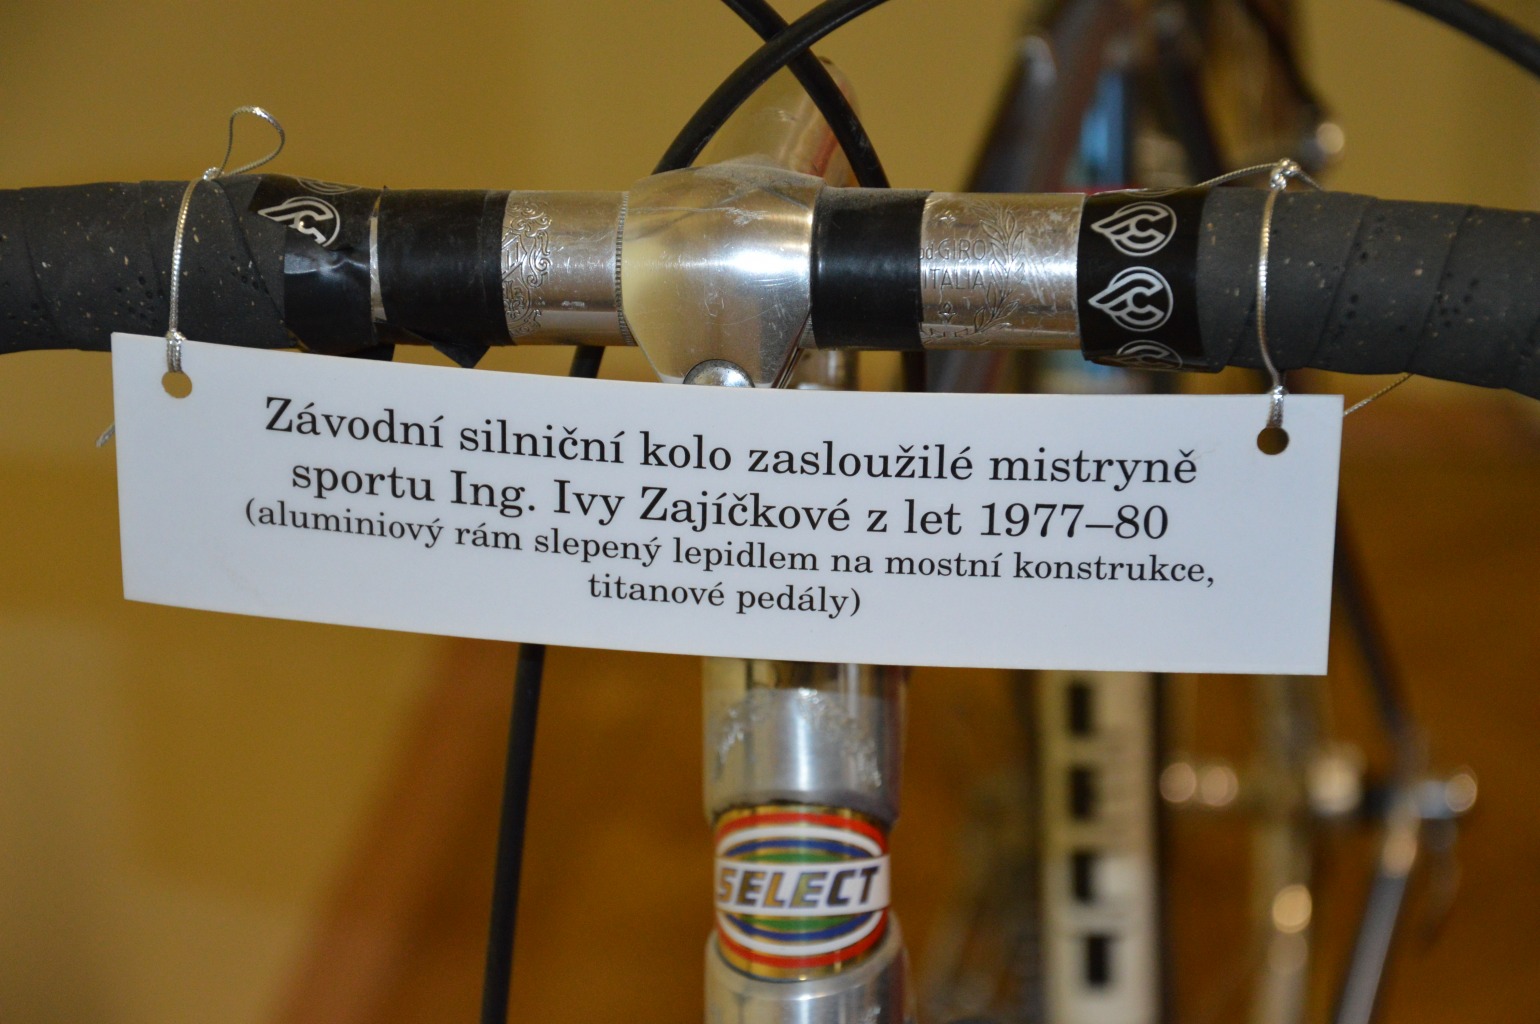 od. GIRO
D'ITALIA
Závodní silniční kolo zasloužilé mistryně
sportu Ing. Ivy Zajíčkové z let 1977–80
(aluminiový rám slepený lepidlem na mostní konstrukce,
titanové pedály)
SELECT